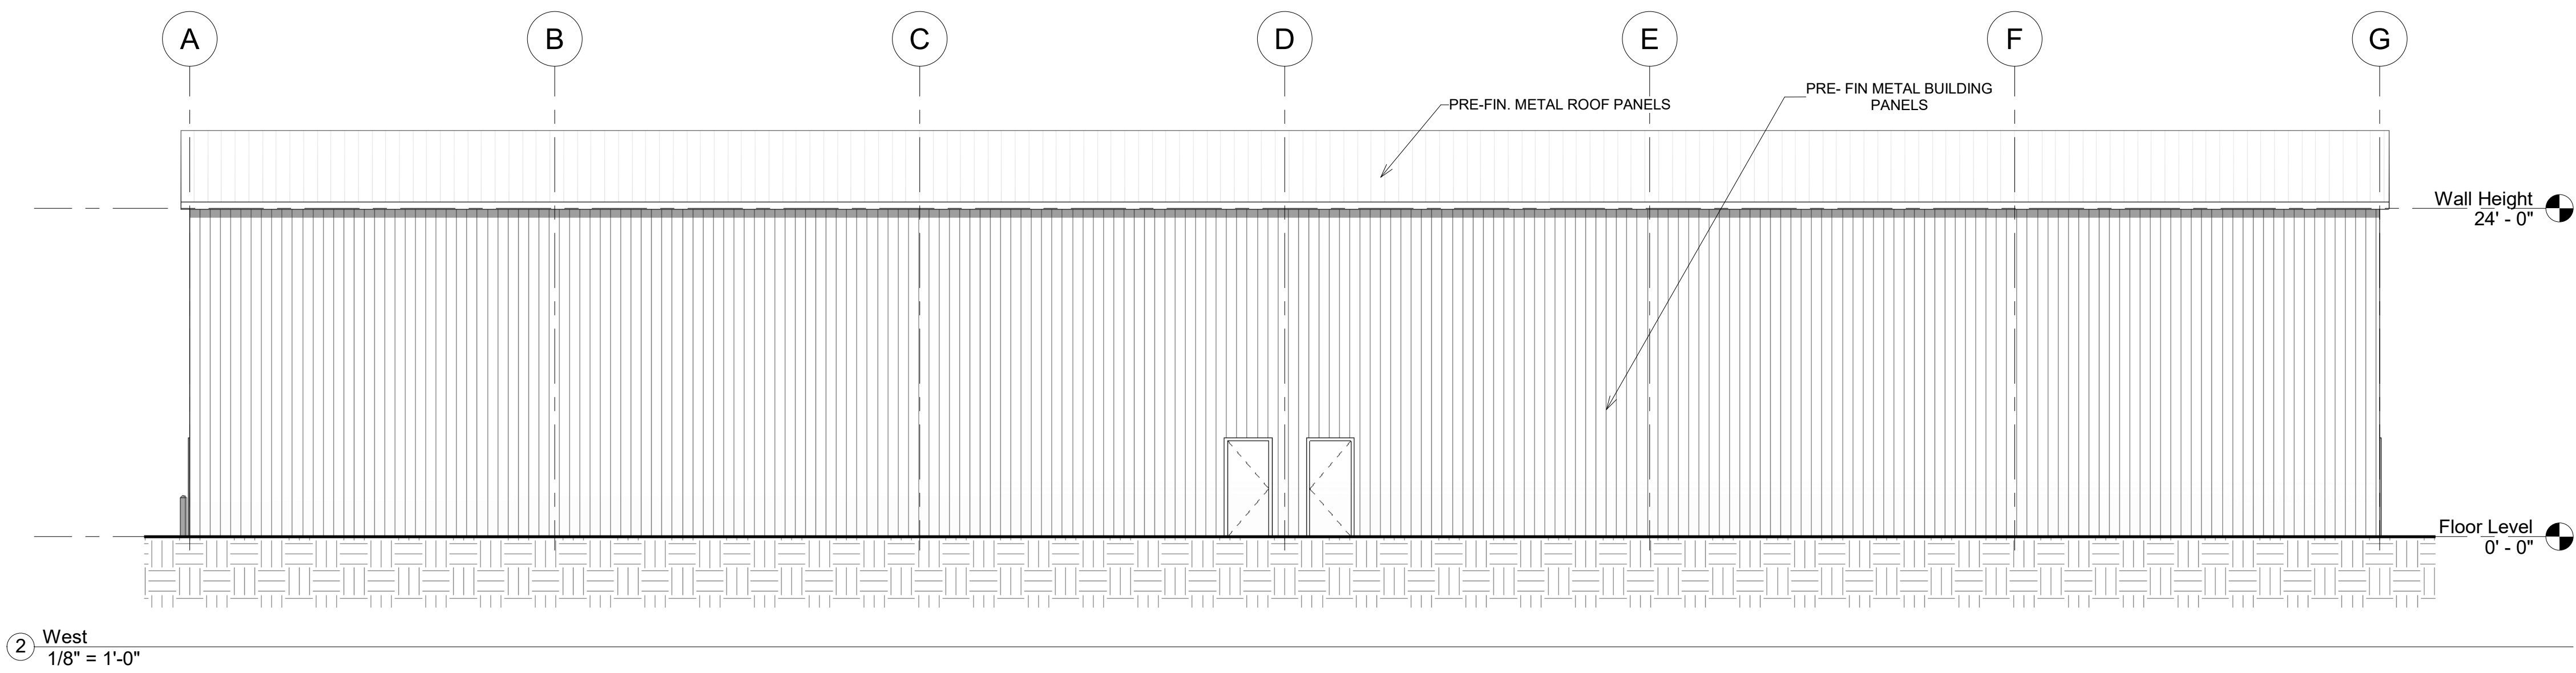 A B C D E F G
PRE-FIN. METAL ROOF PANELS
PRE- FIN METAL BUILDING
PANELS
Wall Height
24' - 0"
Floor Level
0' - 0"
2
West
1/8" = 1'-0"